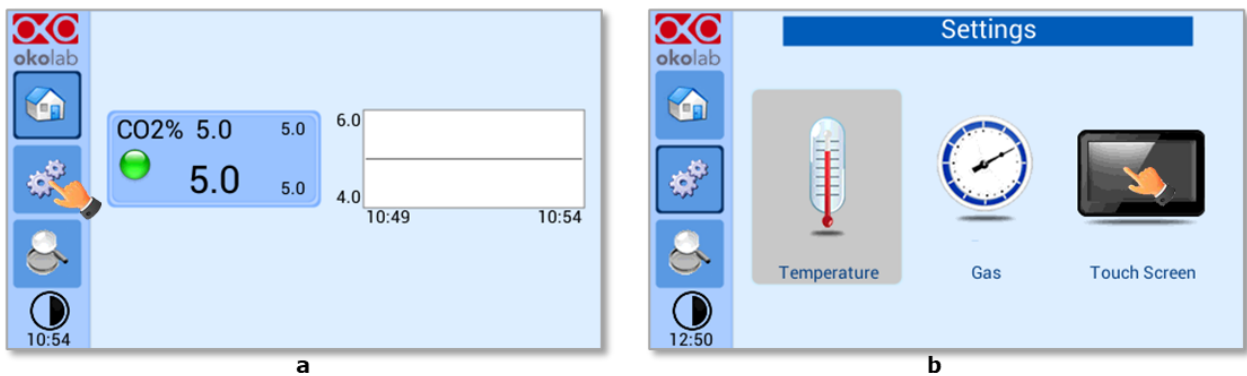 okolab
CO2% 5.0 5.0
5.0 5.0
6.0
4.0
10:49 10:54
10:54
a
okolab
Settings
Temperature Gas Touch Screen
12:50
b